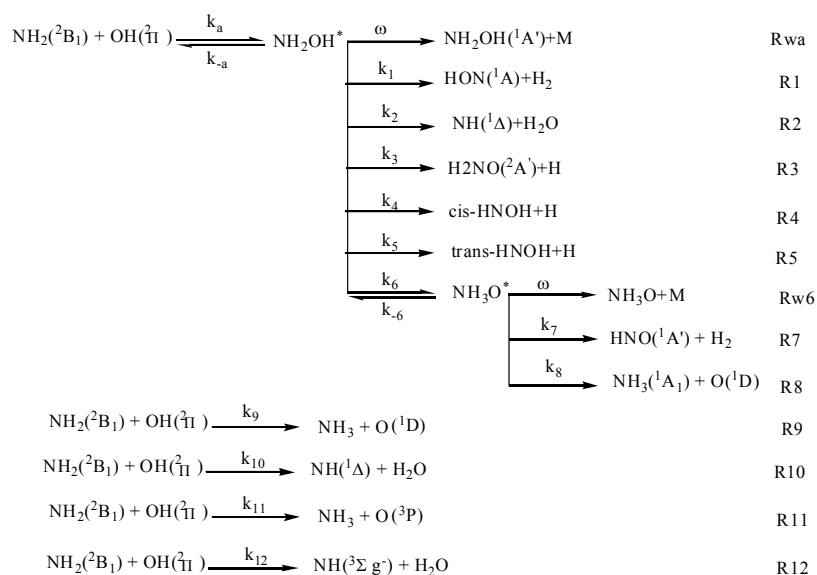 NH₂(²B₁) + OH(²Π) kₐ k₋ₐ NH₂OH* ω NH₂OH(¹A')+M Rwa
k₁ HON(¹A)+H₂ R1
k₂ NH(¹Δ)+H₂O R2
k₃ H2NO(²A')+H R3
k₄ cis-HNOH+H R4
k₅ trans-HNOH+H R5
k₆ k₋₆ NH₃O* ω NH₃O+M Rw6
k₇ HNO(¹A') + H₂ R7
k₈ NH₃(¹A₁) + O(¹D) R8
NH₂(²B₁) + OH(²Π) k₉ NH₃ + O(¹D) R9
NH₂(²B₁) + OH(²Π) k₁₀ NH(¹Δ) + H₂O R10
NH₂(²B₁) + OH(²Π) k₁₁ NH₃ + O(³P) R11
NH₂(²B₁) + OH(²Π) k₁₂ NH(³Σ g⁻) + H₂O R12